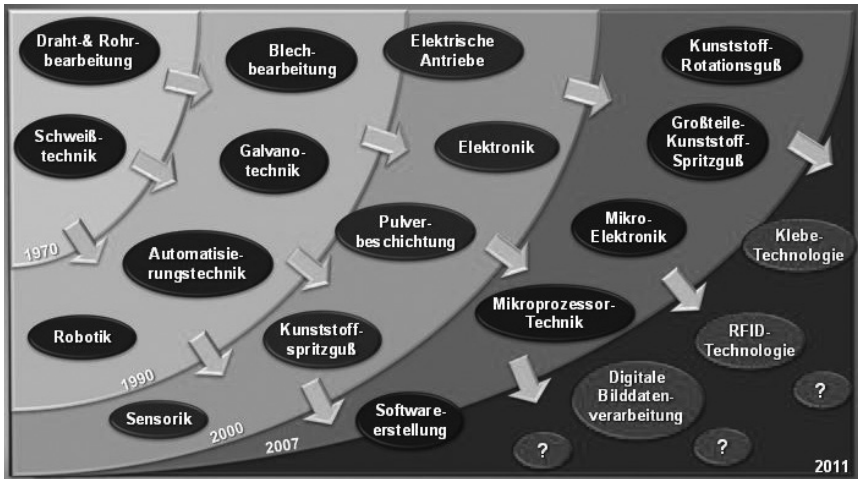 Draht-& Rohr-
bearbeitung
Schweiß-
technik
1970
Blech-
bearbeitung
Galvano-
technik
Automatisie-
rungstechnik
Robotik
1990
Elektrische
Antriebe
Elektronik
Pulver-
beschichtung
Kunststoff-
spritzguß
Sensorik
2000
Kunststoff-
Rotationsguß
Großteile-
Kunststoff-
Spritzguß
Mikro-
Elektronik
Mikroprozessor-
Technik
Software-
erstellung
2007
Klebe-
Technologie
RFID-
Technologie
Digitale
Bilddaten-
verarbeitung
?
?
?
2011